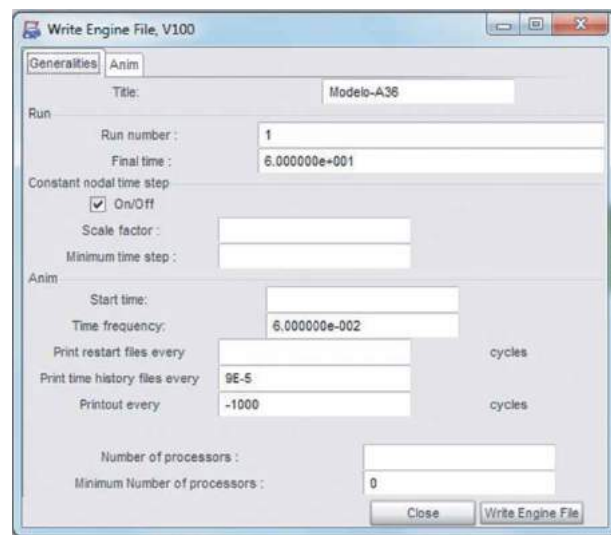 Write Engine File, V100
Generalities Anim
Title: Modelo-A36
Run
Run number : 1
Final time : 6.000000e+001
Constant nodal time step
On/Off
Scale factor :
Minimum time step :
Anim
Start time:
Time frequency: 6.000000e-002
Print restart files every cycles
Print time history files every 9E-5
Printout every -1000 cycles
Number of processors :
Minimum Number of processors : 0
Close Write Engine File